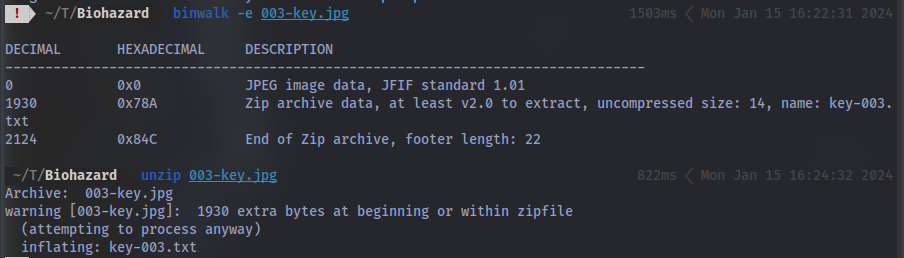 ! ~/T/Biohazard binwalk -e 003-key.jpg 1503ms < Mon Jan 15 16:22:31 2024
DECIMAL HEXADECIMAL DESCRIPTION
--------------------------------------------------------------------------------
0 0x0 JPEG image data, JFIF standard 1.01
1930 0x78A Zip archive data, at least v2.0 to extract, uncompressed size: 14, name: key-003.
txt
2124 0x84C End of Zip archive, footer length: 22
~/T/Biohazard unzip 003-key.jpg 822ms < Mon Jan 15 16:24:32 2024
Archive:  003-key.jpg
warning [003-key.jpg]:  1930 extra bytes at beginning or within zipfile
  (attempting to process anyway)
  inflating: key-003.txt